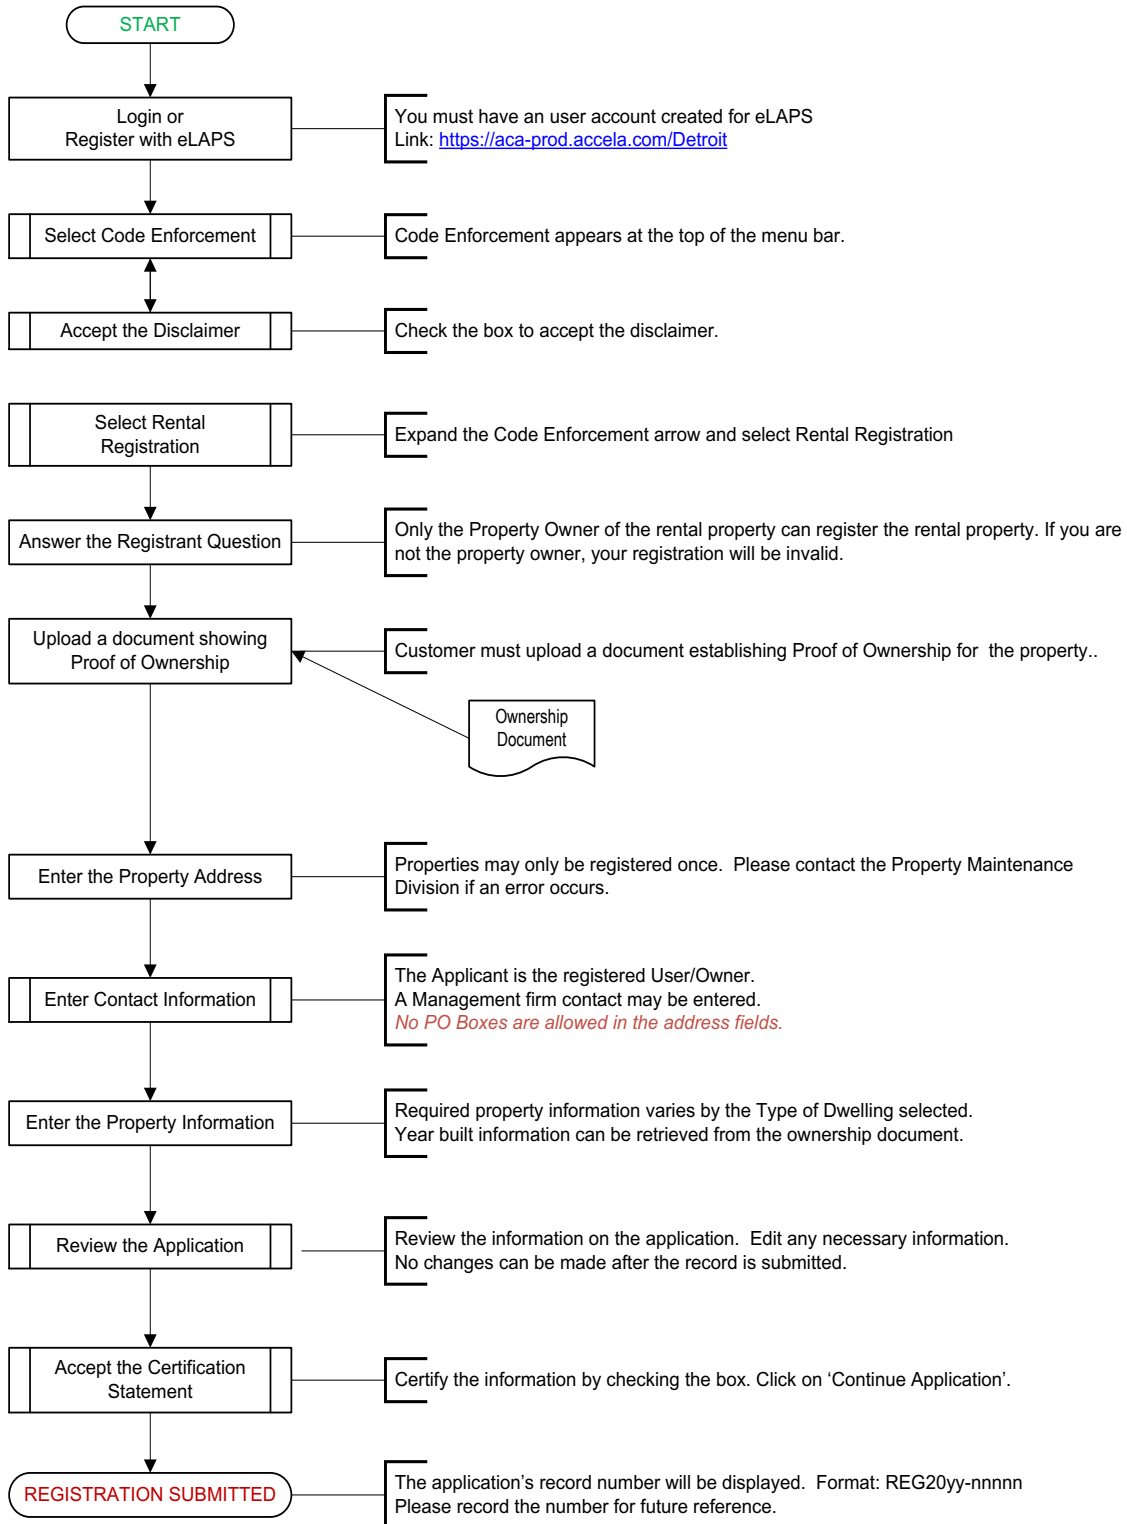 START
Login or
Register with eLAPS
You must have an user account created for eLAPS
Link: https://aca-prod.accela.com/Detroit
Select Code Enforcement
Code Enforcement appears at the top of the menu bar.
Accept the Disclaimer
Check the box to accept the disclaimer.
Select Rental
Registration
Expand the Code Enforcement arrow and select Rental Registration
Answer the Registrant Question
Only the Property Owner of the rental property can register the rental property. If you are
not the property owner, your registration will be invalid.
Upload a document showing
Proof of Ownership
Customer must upload a document establishing Proof of Ownership for  the property..
Ownership
Document
Enter the Property Address
Properties may only be registered once.  Please contact the Property Maintenance
Division if an error occurs.
Enter Contact Information
The Applicant is the registered User/Owner.
A Management firm contact may be entered.
No PO Boxes are allowed in the address fields.
Enter the Property Information
Required property information varies by the Type of Dwelling selected.
Year built information can be retrieved from the ownership document.
Review the Application
Review the information on the application.  Edit any necessary information.
No changes can be made after the record is submitted.
Accept the Certification
Statement
Certify the information by checking the box. Click on ‘Continue Application’.
REGISTRATION SUBMITTED
The application’s record number will be displayed.  Format: REG20yy-nnnnn
Please record the number for future reference.